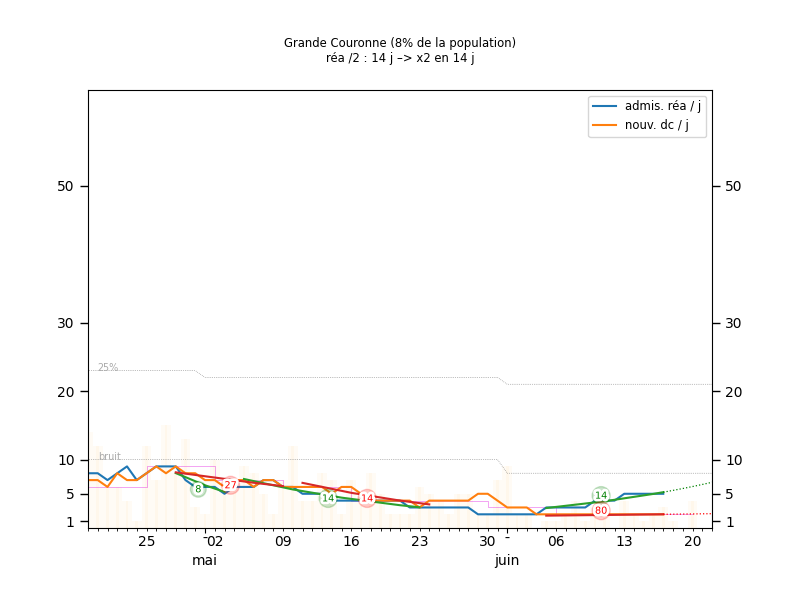 Grande Couronne (8% de la population)
réa /2 : 14 j –> x2 en 14 j
admis. réa / j
nouv. dc / j
50 50
30 30
25%
20 20
bruit
10 10
8 27 14 14 14 80
5 5
1 1
25 02 09 16 23 30 06 13 20
mai juin